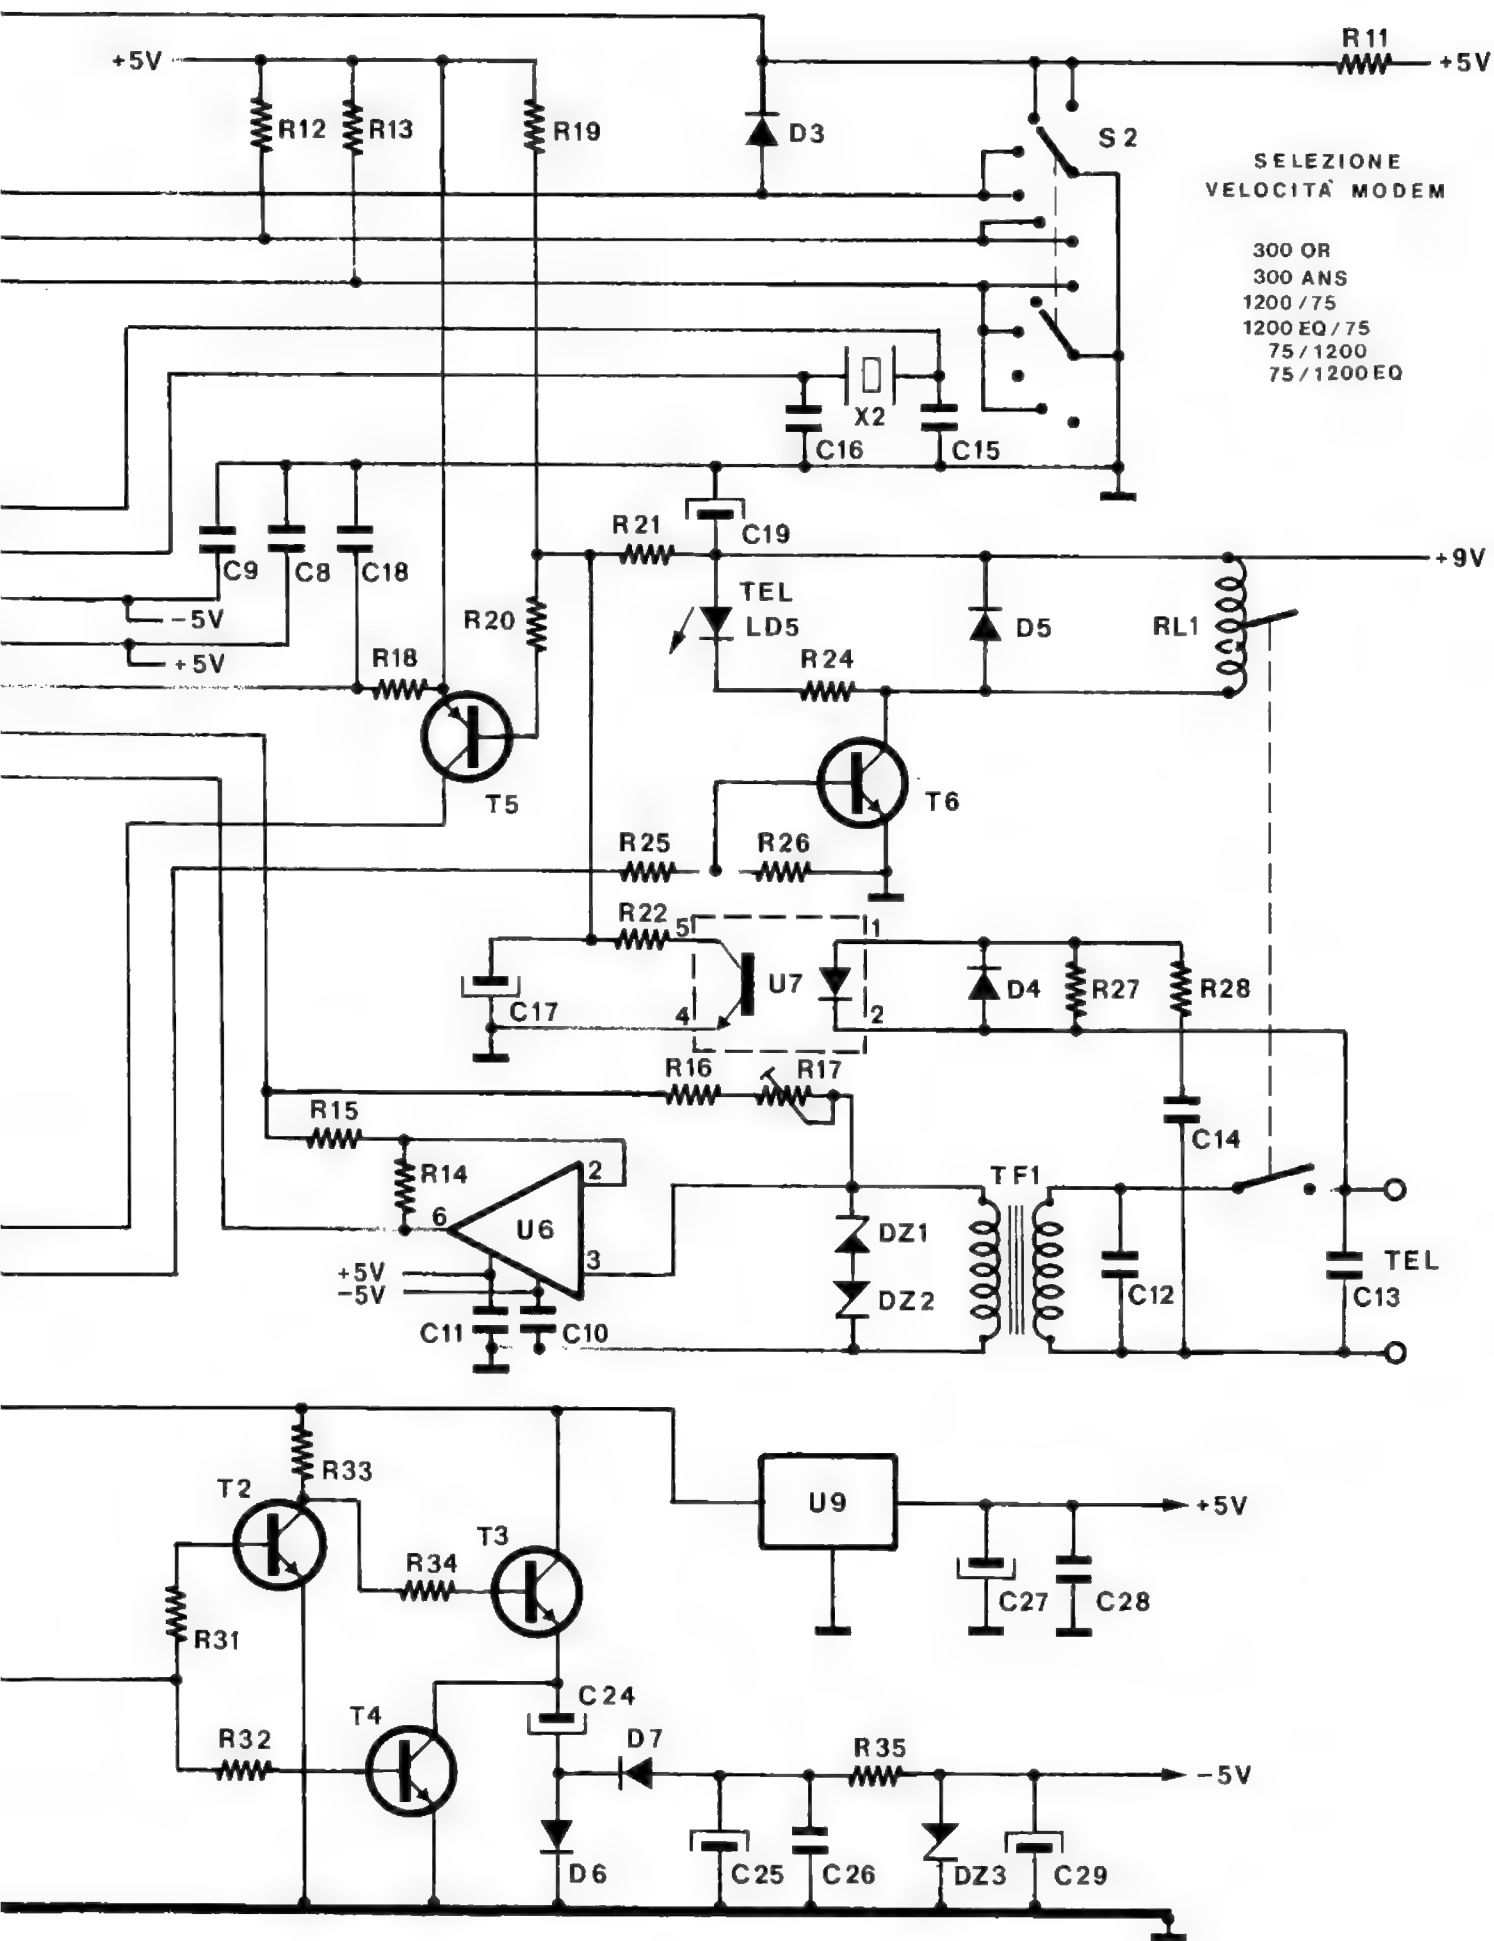 R11
+5V
+5V
R12
R13
R19
D3
S2
SELEZIONE
VELOCITÀ MODEM
300 OR
300 ANS
1200/75
1200 EQ/75
75/1200
75/1200EQ
X2
C16
C15
R21
C19
+9V
C9
C8
C18
-5V
+5V
R20
TEL
LD5
D5
RL1
R18
R24
T5
T6
R25
R26
R22
5
1
U7
D4
R27
R28
C17
4
2
R16
R17
R15
C14
R14
2
TF1
6
U6
DZ1
3
TEL
+5V
-5V
DZ2
C12
C13
C11
C10
R33
T2
U9
+5V
T3
R34
C27
C28
R31
C24
T4
R32
D7
R35
-5V
D6
C25
C26
DZ3
C29